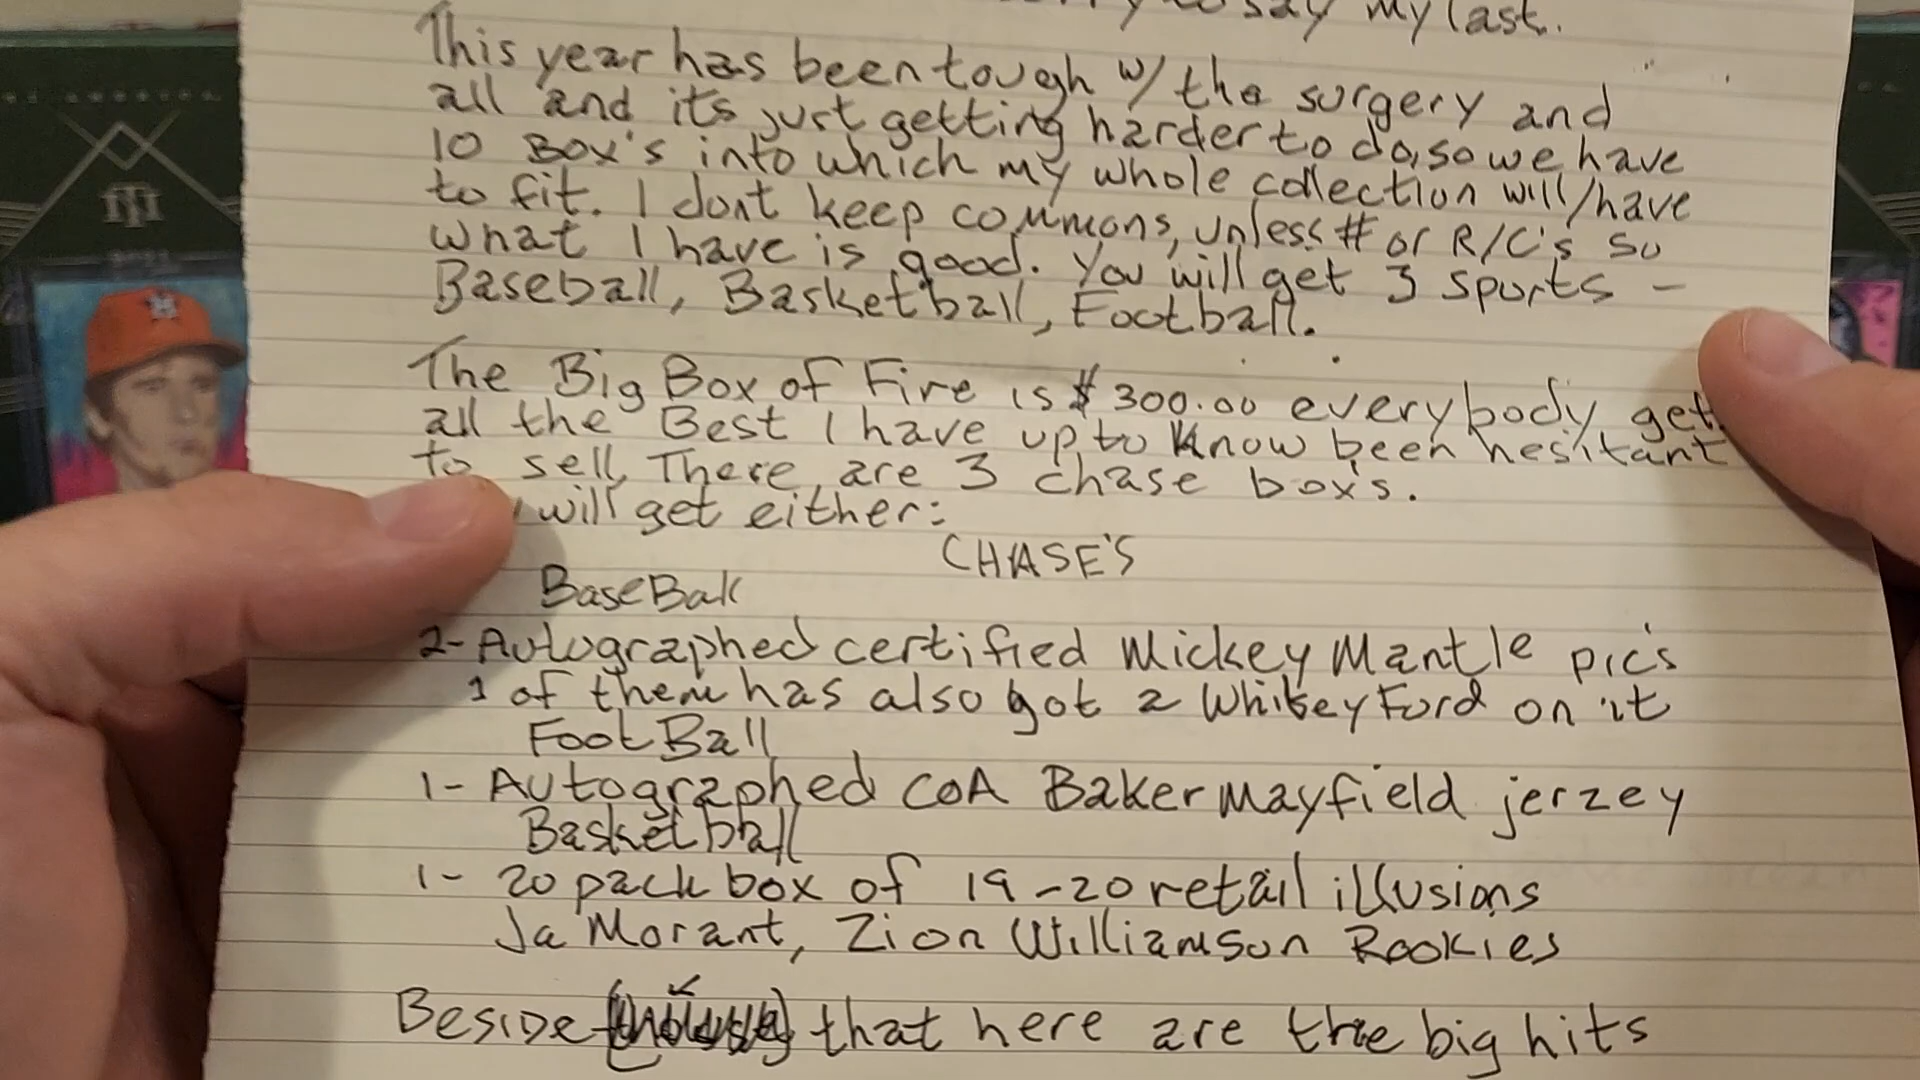 to say my last.
This year has been tough w/ the surgery and
all and its just getting harder to do, so we have
10 Box's into which my whole collection will/have
to fit. I dont keep commons, unless # or R/C's so
what I have is good. You will get 3 sports -
Baseball, Basketball, Football.
The Big Box of Fire is $300.00 everybody get
all the Best I have up to know been hesitant
to sell, There are 3 chase box's.
will get either:
CHASE'S
BaseBall
2- Autographed certified Mickey Mantle pic's
1 of them has also got a Whitey Ford on it
FootBall
1- Autographed COA Baker Mayfield jerzey
Basketball
1- 20 pack box of 19-20 retail illusions
Ja Morant, Zion Williamson Rookies
Beside that here are the big hits